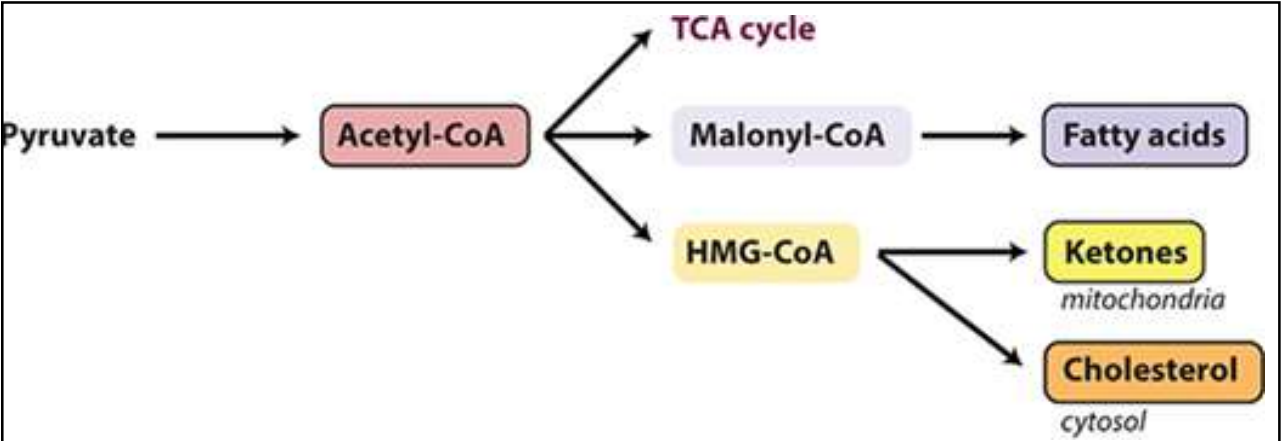 TCA cycle
Pyruvate
Acetyl-CoA
Malonyl-CoA
Fatty acids
HMG-CoA
Ketones
mitochondria
Cholesterol
cytosol